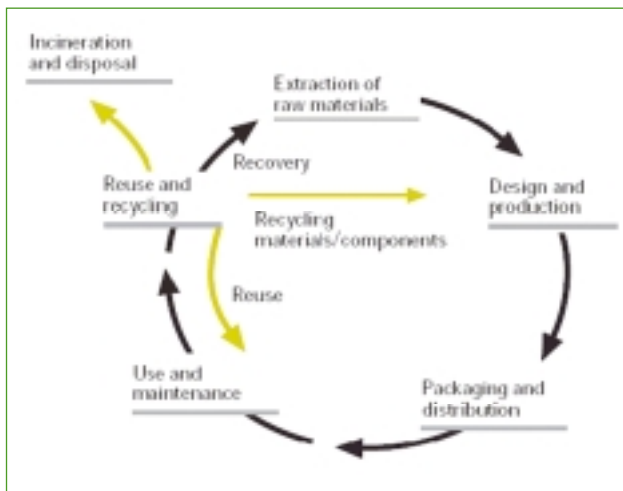 Incineration
and disposal
Extraction of
raw materials
Recovery
Reuse and
recycling
Design and
production
Recycling
materials/components
Reuse
Use and
maintenance
Packaging and
distribution